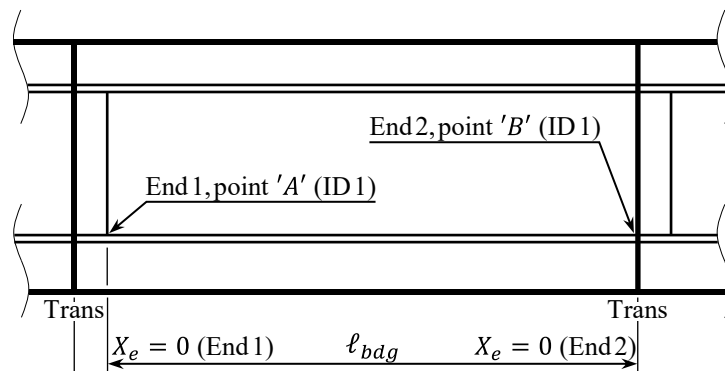 End 2, point 'B' (ID 1)
End 1, point 'A' (ID 1)
Trans Trans
X_e = 0 (End 1) ℓ_bdg X_e = 0 (End 2)